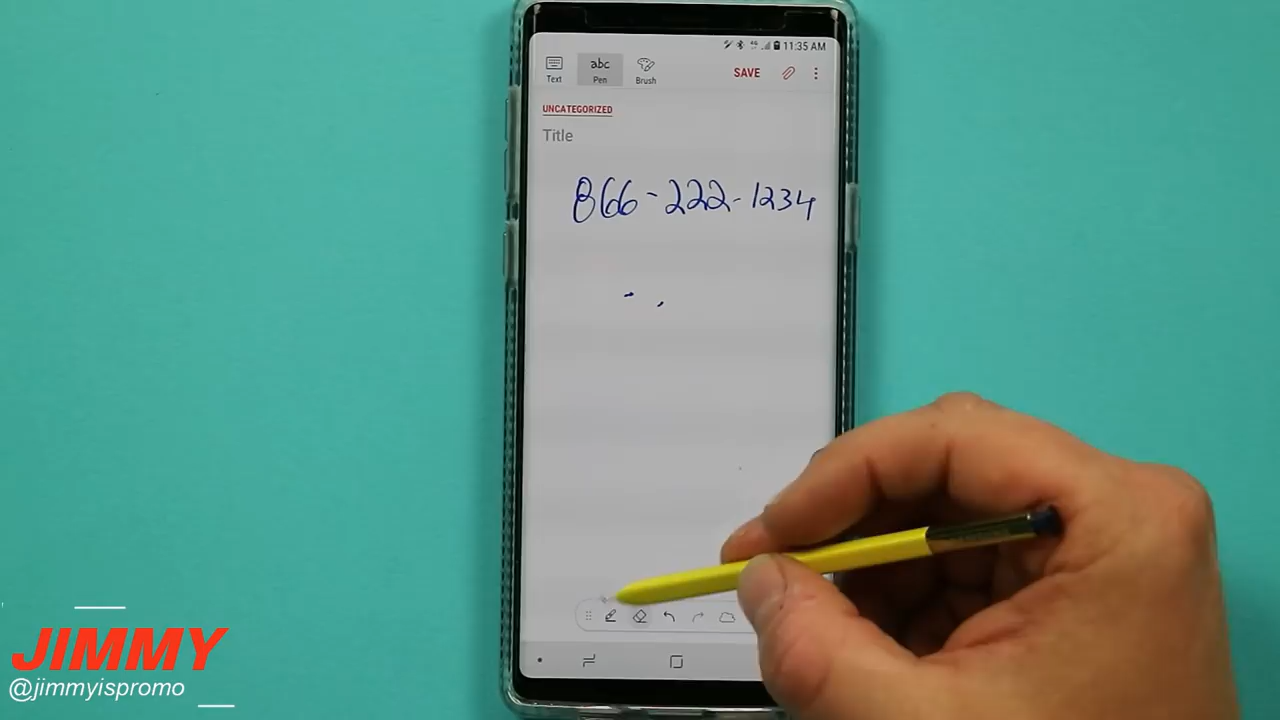 11:35 AM
Text abc Pen Brush SAVE
UNCATEGORIZED
Title
866-222-1234
JIMMY
@jimmyispromo